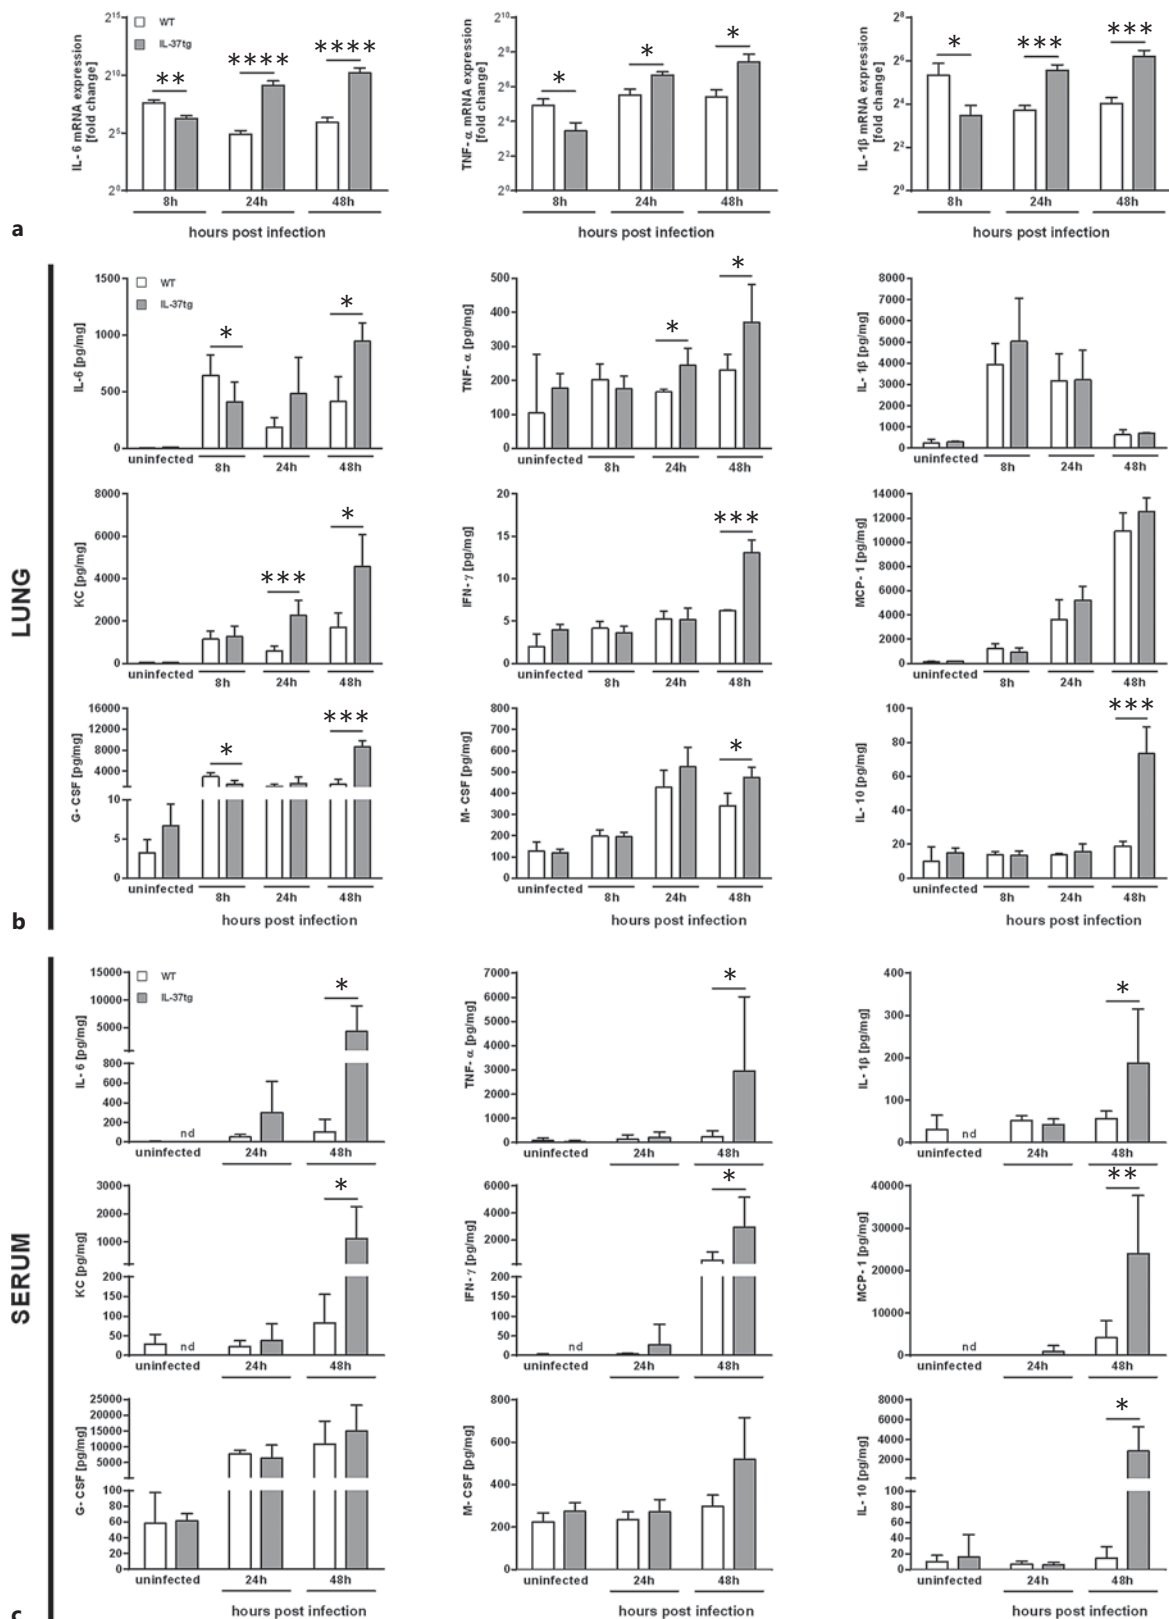 WT
IL-37tg
IL-6 mRNA expression
[fold change]
2^15
2^10
2^5
2^0
** **** ****
8h 24h 48h
hours post infection
TNF-α mRNA expression
[fold change]
2^10
2^8
2^6
2^4
2^2
2^0
* * *
8h 24h 48h
hours post infection
IL-1β mRNA expression
[fold change]
2^8
2^6
2^4
2^2
2^0
* *** ***
8h 24h 48h
hours post infection
a
LUNG
WT
IL-37tg
IL-6 [pg/mg]
1500
1000
500
0
* *
uninfected 8h 24h 48h
TNF-α [pg/mg]
500
400
300
200
100
0
* *
uninfected 8h 24h 48h
IL-1β [pg/mg]
8000
7000
6000
5000
4000
3000
2000
1000
0
uninfected 8h 24h 48h
KC [pg/mg]
8000
6000
4000
2000
0
*** *
uninfected 8h 24h 48h
IFN-γ [pg/mg]
20
15
10
5
0
***
uninfected 8h 24h 48h
MCP-1 [pg/mg]
14000
12000
10000
8000
6000
4000
2000
0
uninfected 8h 24h 48h
G-CSF [pg/mg]
16000
12000
8000
4000
10
5
0
* ***
uninfected 8h 24h 48h
hours post infection
M-CSF [pg/mg]
800
700
600
500
400
300
200
100
0
*
uninfected 8h 24h 48h
hours post infection
IL-10 [pg/mg]
100
80
60
40
20
0
***
uninfected 8h 24h 48h
hours post infection
b
SERUM
WT
IL-37tg
IL-6 [pg/mg]
15000
10000
5000
800
600
400
200
0
nd
*
uninfected 24h 48h
TNF-α [pg/mg]
7000
6000
5000
4000
3000
2000
1000
0
*
uninfected 24h 48h
IL-1β [pg/mg]
400
300
200
100
0
nd
*
uninfected 24h 48h
KC [pg/mg]
3000
2000
1000
200
150
100
50
0
nd
*
uninfected 24h 48h
IFN-γ [pg/mg]
6000
4000
2000
200
150
100
50
0
nd
*
uninfected 24h 48h
MCP-1 [pg/mg]
40000
30000
20000
10000
0
nd
**
uninfected 24h 48h
G-CSF [pg/mg]
25000
20000
15000
10000
5000
100
80
60
40
20
0
uninfected 24h 48h
hours post infection
M-CSF [pg/mg]
800
600
400
200
0
uninfected 24h 48h
hours post infection
IL-10 [pg/mg]
8000
6000
4000
2000
100
80
60
40
20
0
*
uninfected 24h 48h
hours post infection
c